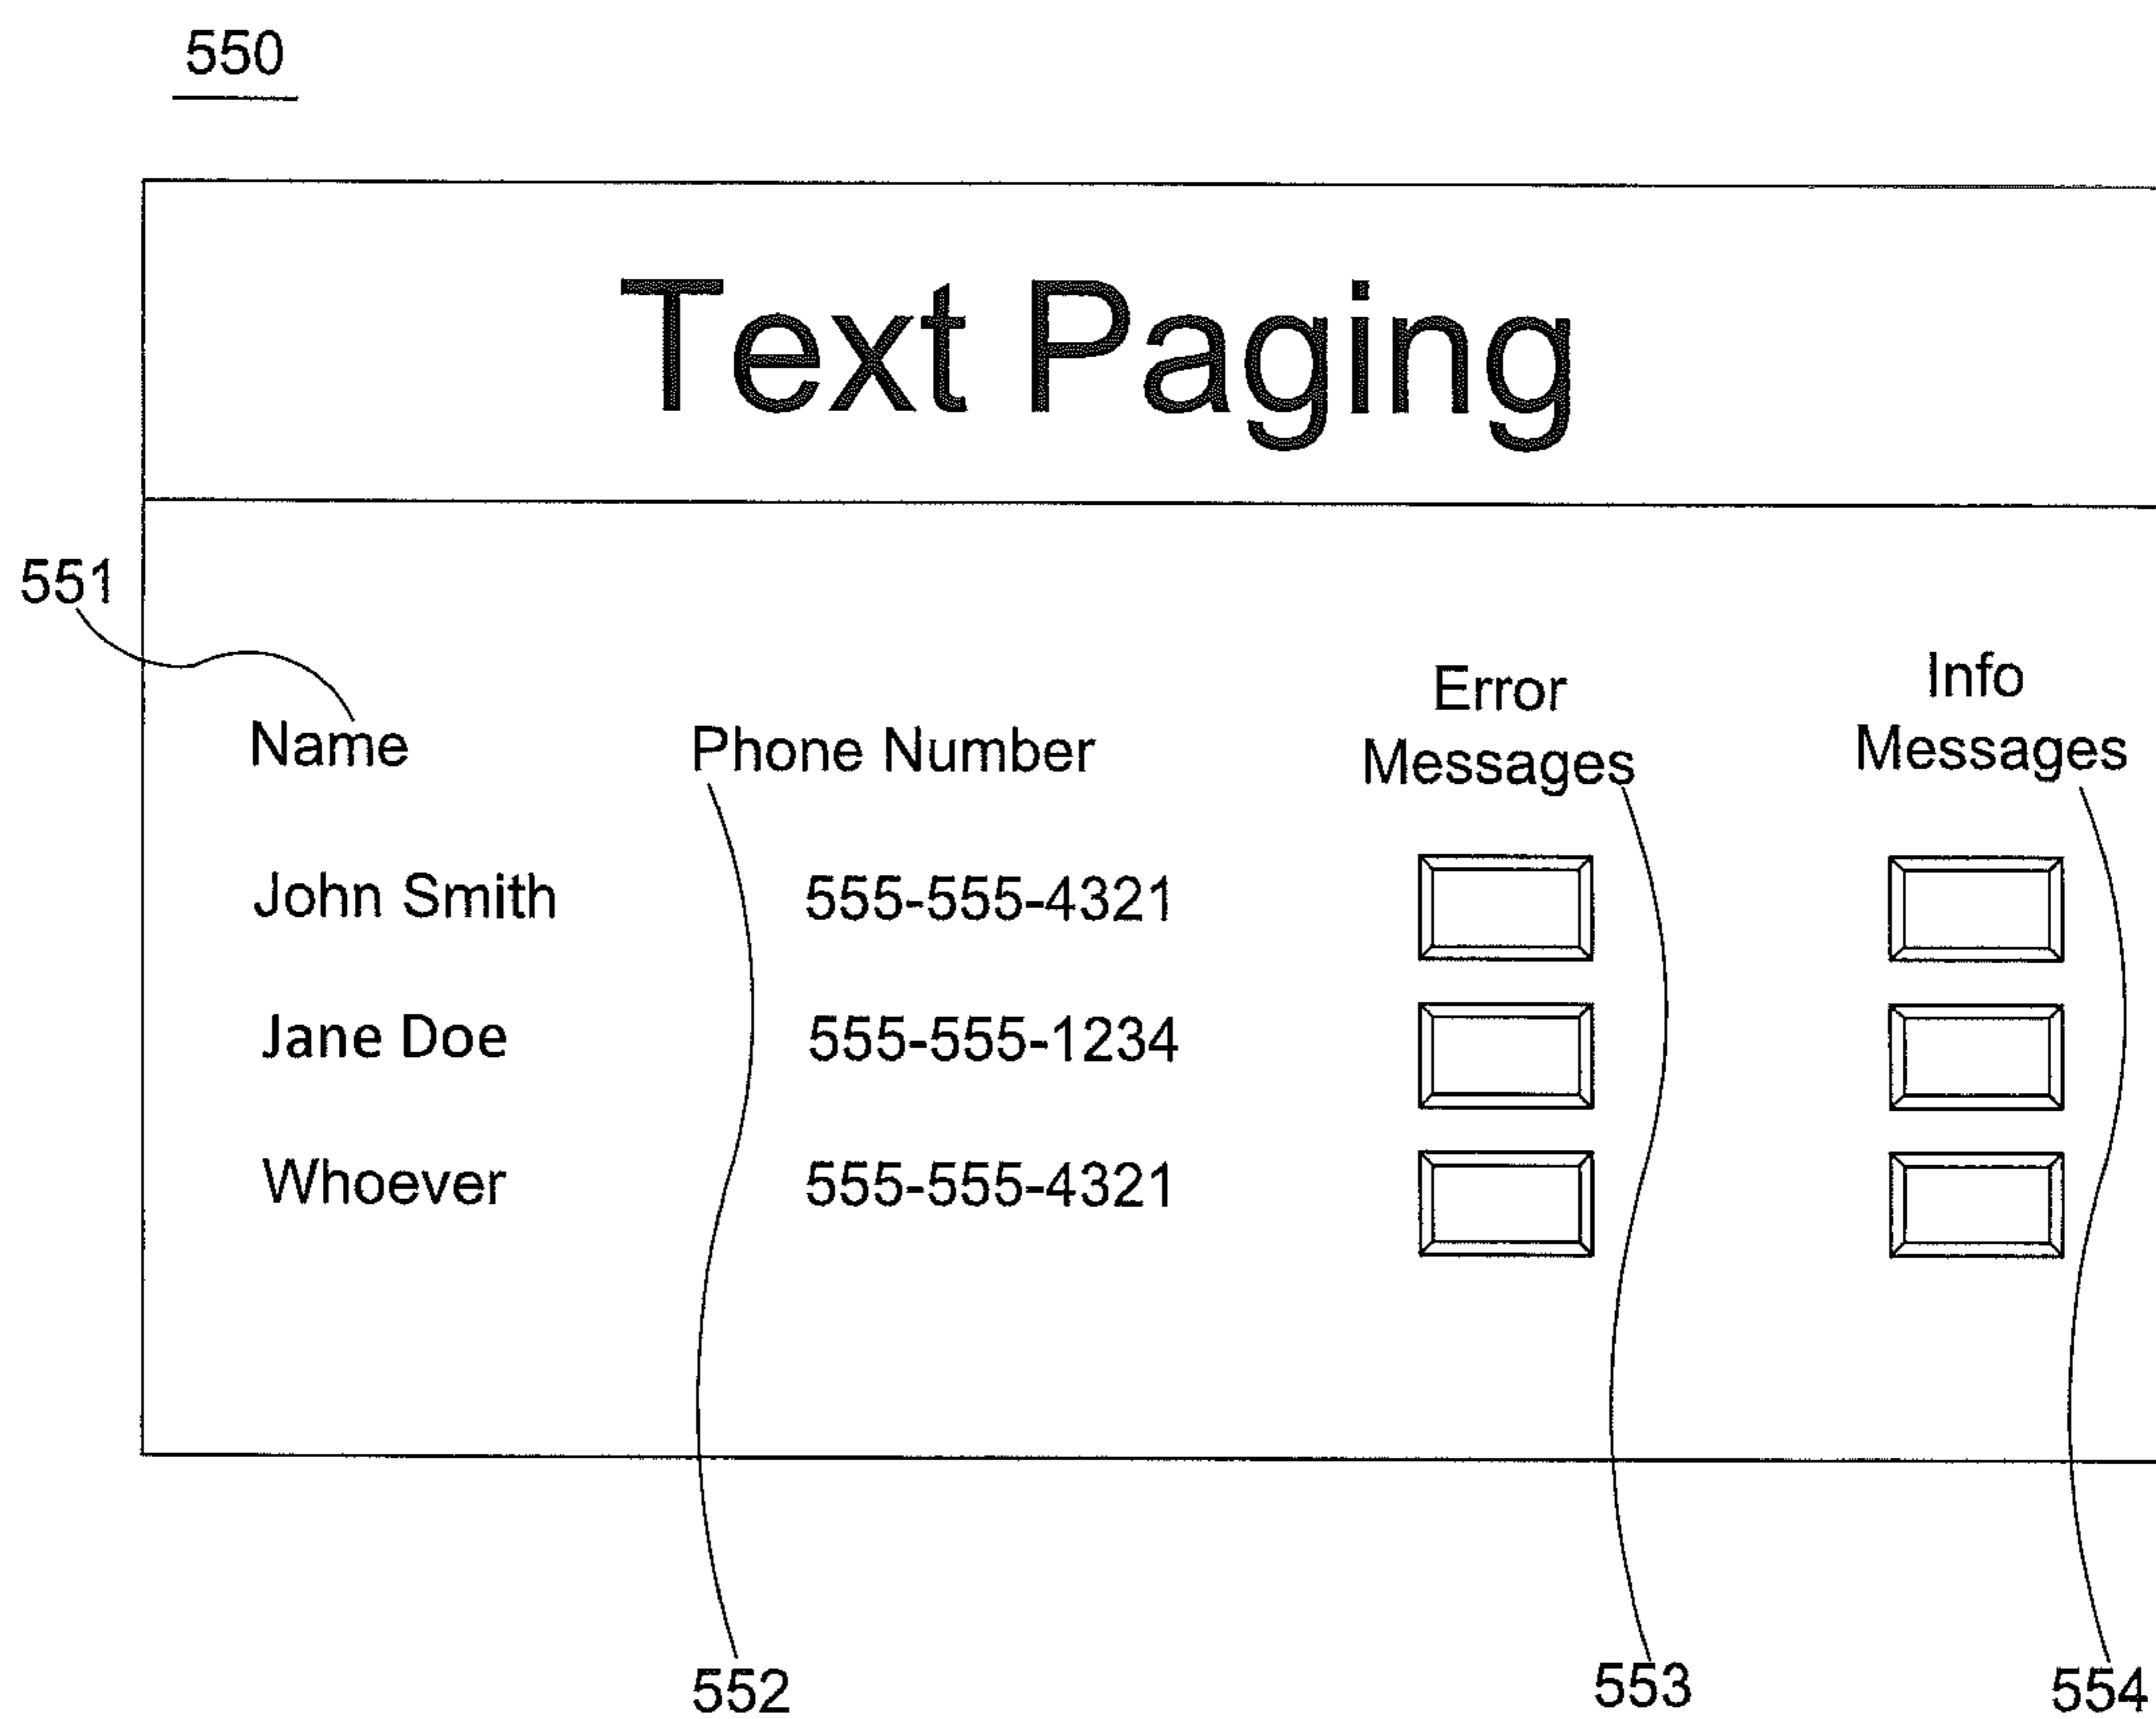 550
Text Paging
551
Name
Phone Number
Error
Messages
Info
Messages
John Smith 555-555-4321
Jane Doe 555-555-1234
Whoever 555-555-4321
552
553
554